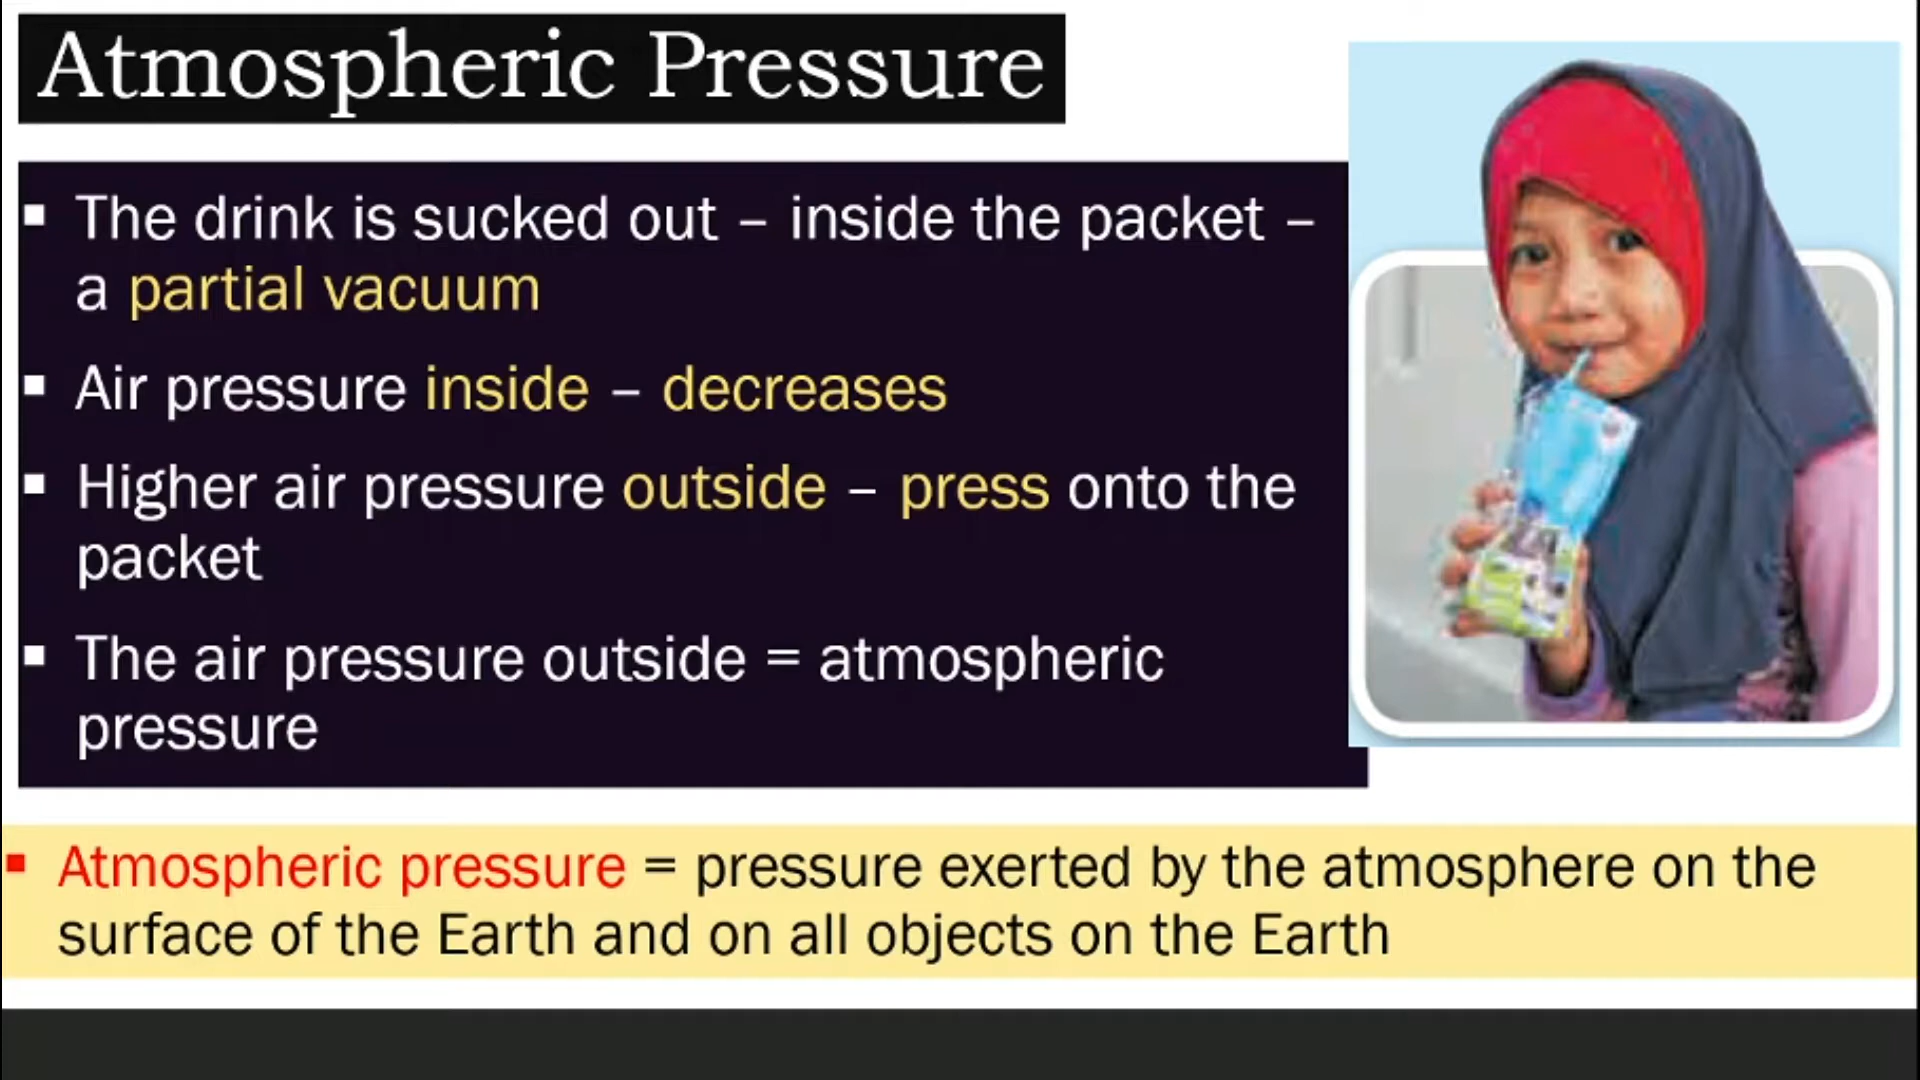 Atmospheric Pressure
▪ The drink is sucked out – inside the packet –
a partial vacuum
▪ Air pressure inside – decreases
▪ Higher air pressure outside – press onto the
packet
▪ The air pressure outside = atmospheric
pressure
▪ Atmospheric pressure = pressure exerted by the atmosphere on the
surface of the Earth and on all objects on the Earth